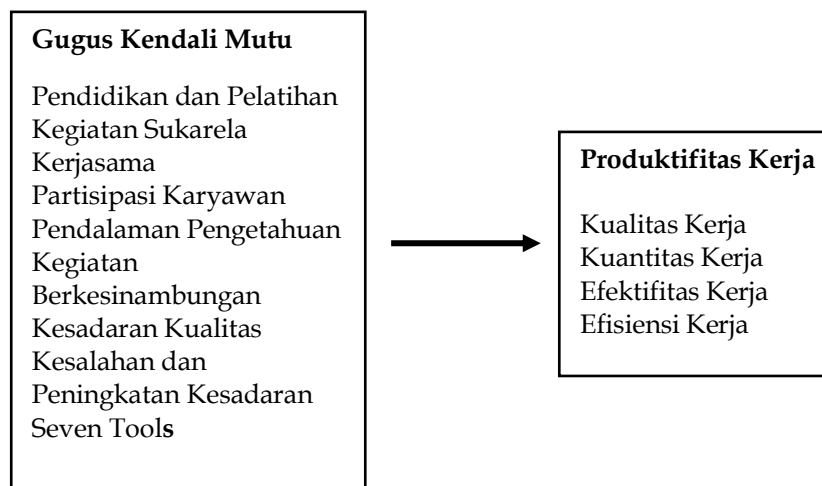 Gugus Kendali Mutu
Pendidikan dan Pelatihan
Kegiatan Sukarela
Kerjasama
Partisipasi Karyawan
Pendalaman Pengetahuan
Kegiatan
Berkesinambungan
Kesadaran Kualitas
Kesalahan dan
Peningkatan Kesadaran
Seven Tools
Produktifitas Kerja
Kualitas Kerja
Kuantitas Kerja
Efektifitas Kerja
Efisiensi Kerja